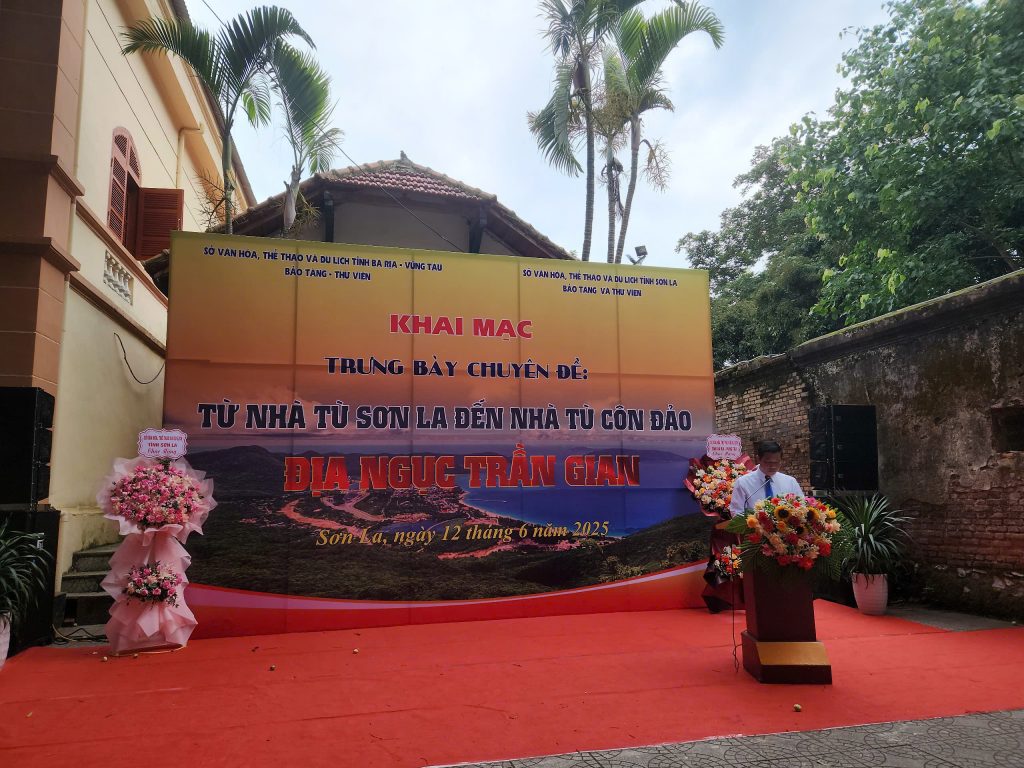 SỞ VĂN HÓA, THỂ THAO VÀ DU LỊCH TỈNH BÀ RỊA - VŨNG TÀU
BẢO TÀNG - THƯ VIỆN
SỞ VĂN HÓA, THỂ THAO VÀ DU LỊCH TỈNH SƠN LA
BẢO TÀNG VÀ THƯ VIỆN
KHAI MẠC
TRƯNG BÀY CHUYÊN ĐỀ:
TỪ NHÀ TÙ SƠN LA ĐẾN NHÀ TÙ CÔN ĐẢO
ĐỊA NGỤC TRẦN GIAN
Sơn La, ngày 12 tháng 6 năm 2025
TỈNH SƠN LA